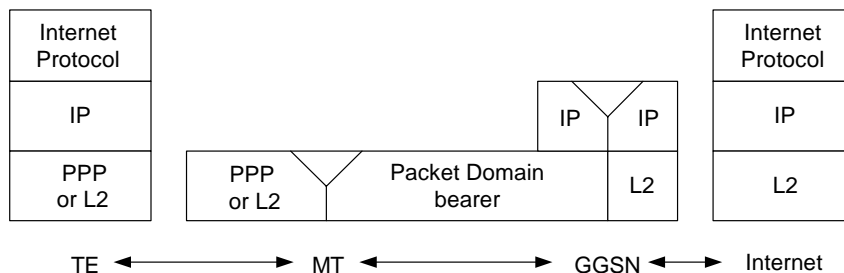 Internet
Protocol
Internet
Protocol
IP
IP
IP
IP
PPP
or L2
PPP
or L2
Packet Domain
bearer
L2
L2
TE
MT
GGSN
Internet